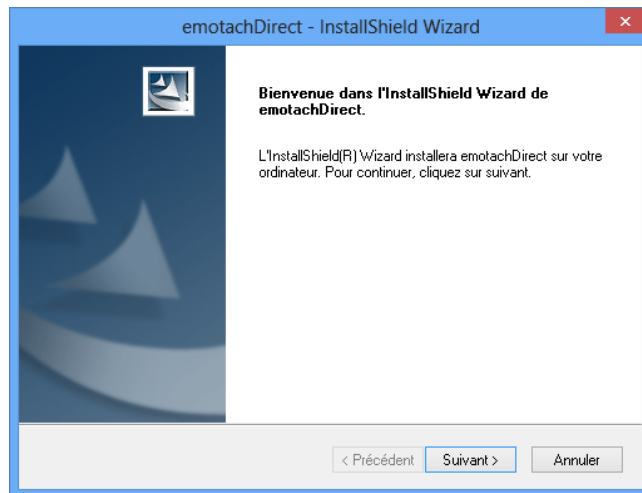 emotachDirect - InstallShield Wizard
Bienvenue dans l'InstallShield Wizard de
emotachDirect.
L'InstallShield(R) Wizard installera emotachDirect sur votre
ordinateur. Pour continuer, cliquez sur suivant.
< Précédent Suivant > Annuler